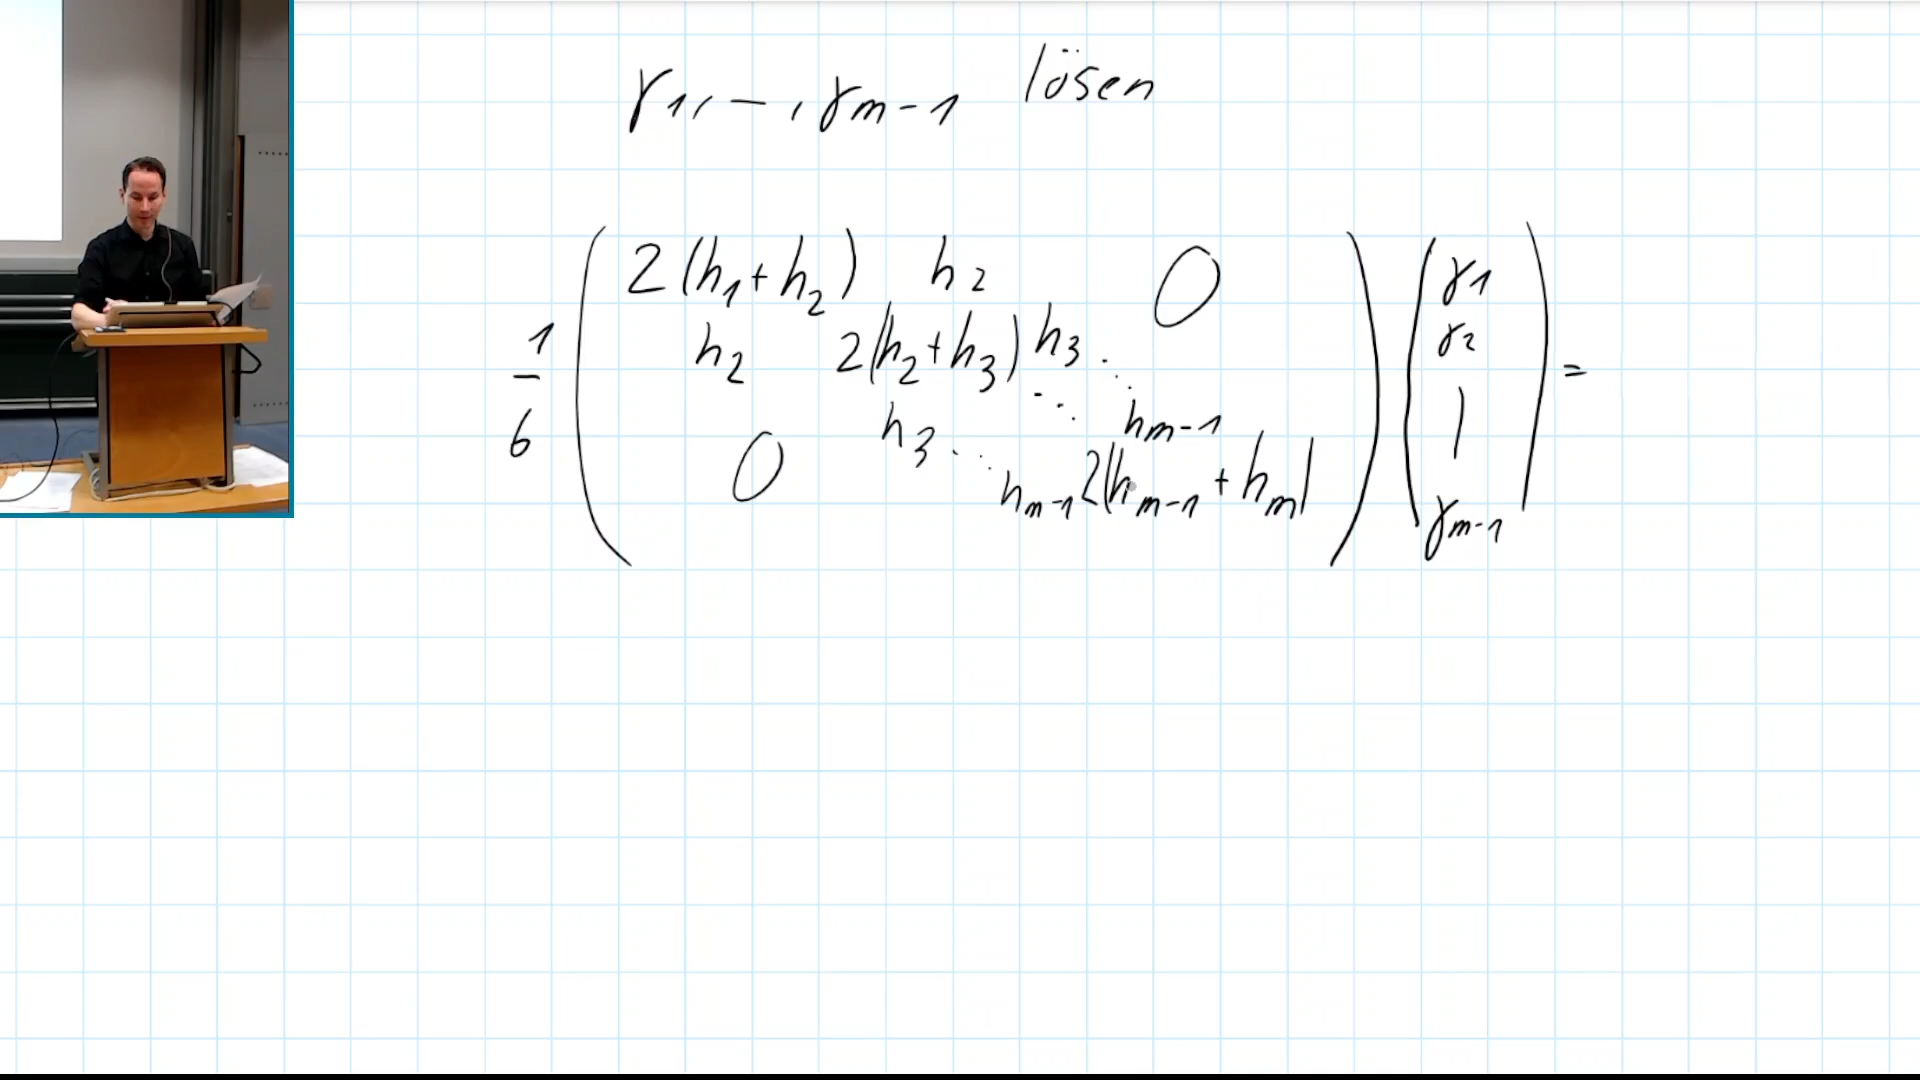 γ1, – , γm-1 lösen
1/6 ( 2(h1+h2) h2 0 ) ( γ1 ) =
h2 2(h2+h3) h3 ⋱ γ2
h3 ⋱ ⋱ hm-1 |
0 hm-1 2(hm-1 + hm) γm-1